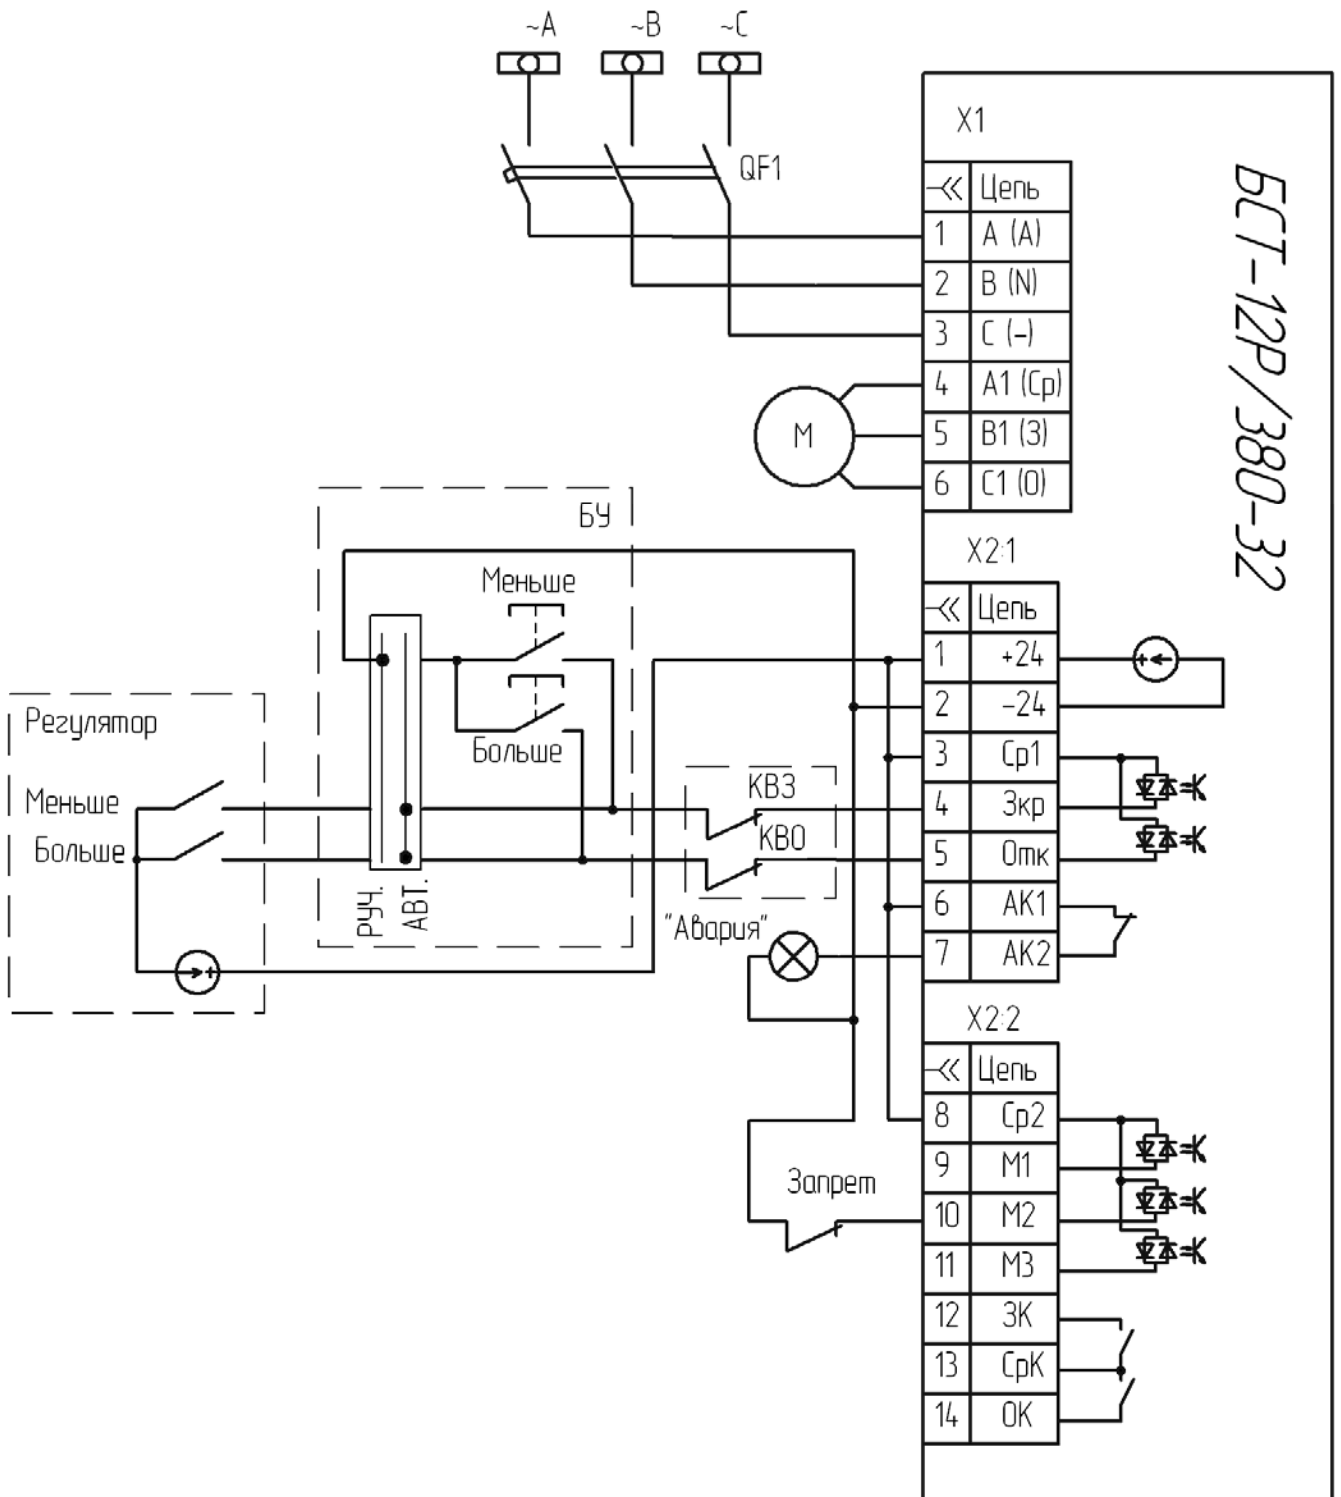 ~A ~B ~C
QF1
БСТ-12Р/380-32
X1
Цепь
1 A (A)
2 B (N)
3 C (-)
4 A1 (Ср)
5 B1 (З)
6 C1 (О)
M
БУ
Меньше
Больше
РУЧ.
АВТ.
Регулятор
Меньше
Больше
+
КВЗ
КВО
"Авария"
X2:1
Цепь
1 +24
2 -24
3 Ср1
4 Зкр
5 Отк
6 АК1
7 АК2
+
X2:2
Цепь
8 Ср2
9 М1
10 М2
11 М3
12 ЗК
13 СрК
14 ОК
Запрет